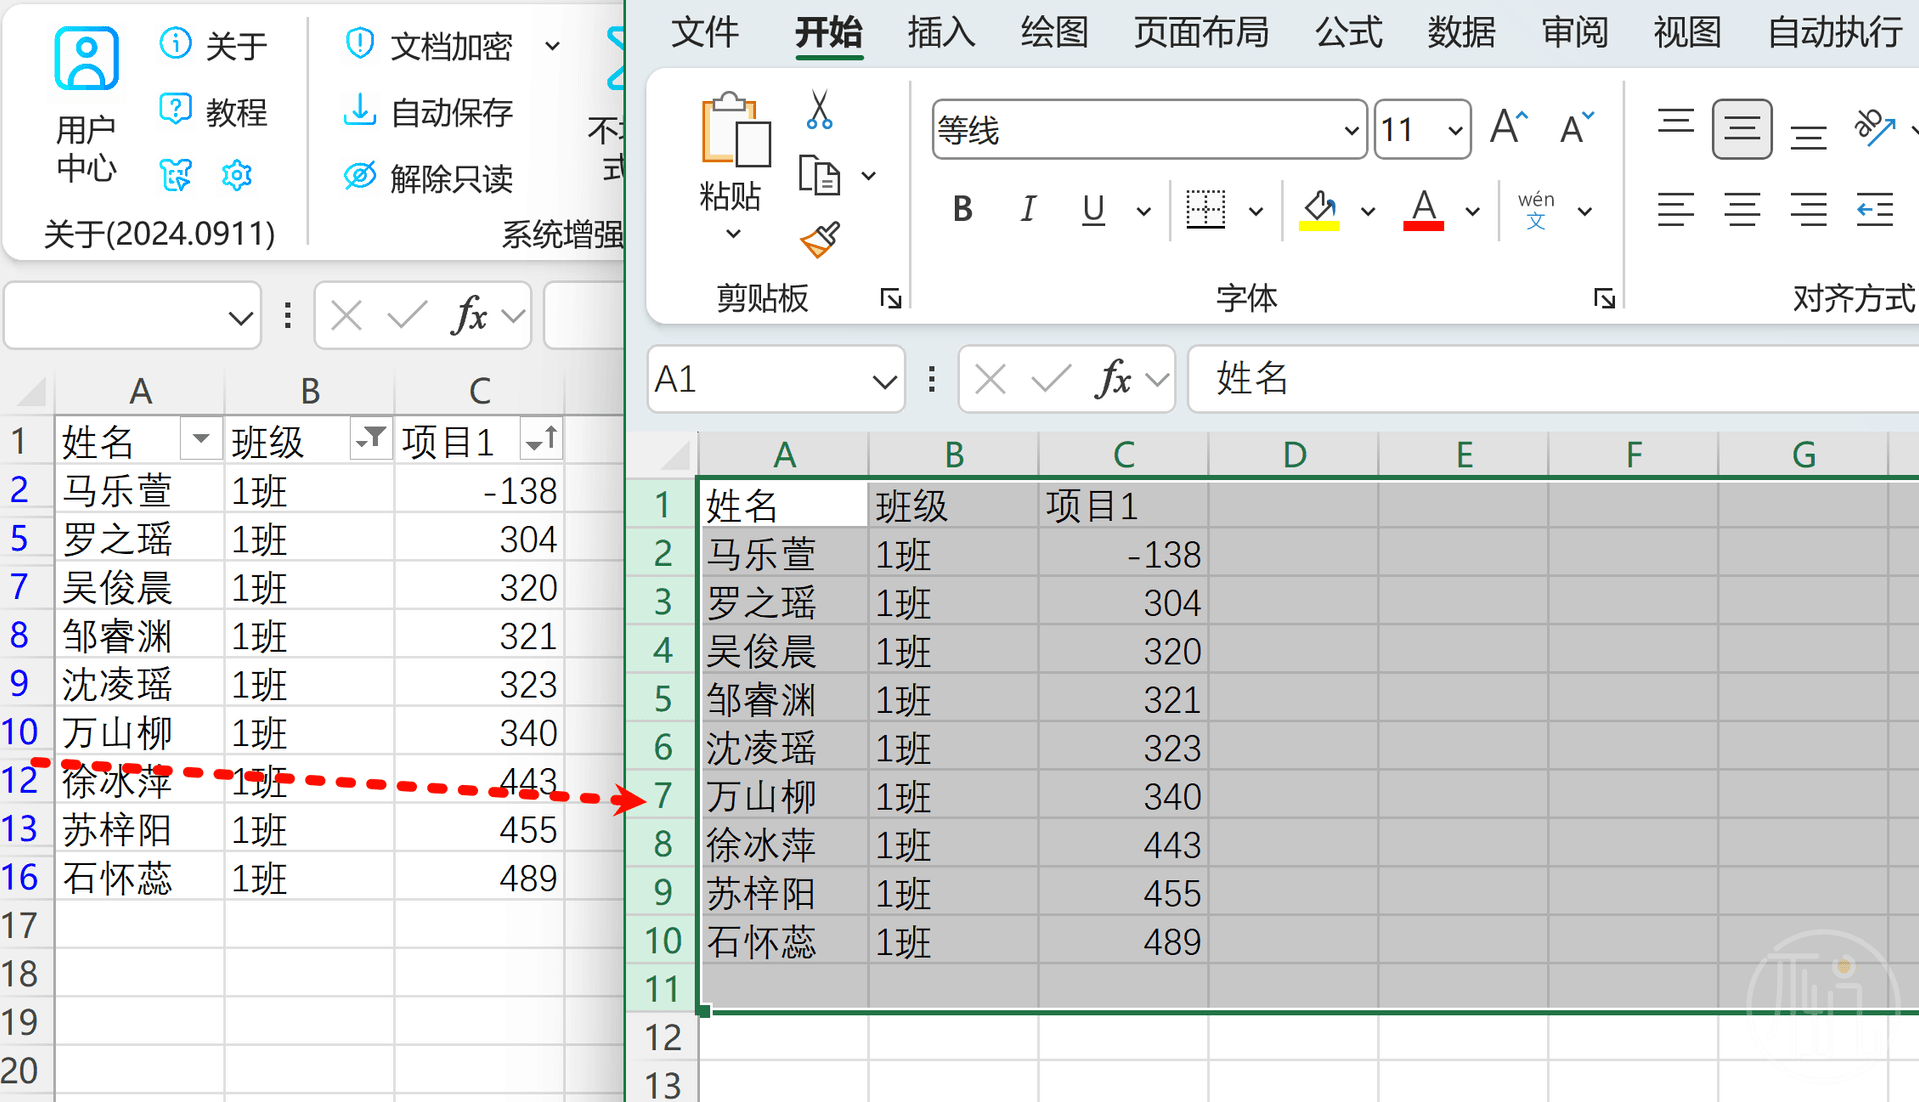 用户
中心
关于
教程
关于(2024.0911)
文档加密
自动保存
解除只读
系统增强
fx
A B C
1 姓名 班级 项目1
2 马乐萱 1班 -138
5 罗之瑶 1班 304
7 吴俊晨 1班 320
8 邹睿渊 1班 321
9 沈凌瑶 1班 323
10 万山柳 1班 340
12 徐冰萍 1班 443
13 苏梓阳 1班 455
16 石怀蕊 1班 489
17
18
19
20
文件 开始 插入 绘图 页面布局 公式 数据 审阅 视图 自动执行
粘贴
剪贴板
等线 11 A A
B I U A wén
文
字体
ab
对齐方式
A1 fx 姓名
A B C D E F G
1 姓名 班级 项目1
2 马乐萱 1班 -138
3 罗之瑶 1班 304
4 吴俊晨 1班 320
5 邹睿渊 1班 321
6 沈凌瑶 1班 323
7 万山柳 1班 340
8 徐冰萍 1班 443
9 苏梓阳 1班 455
10 石怀蕊 1班 489
11
12
13